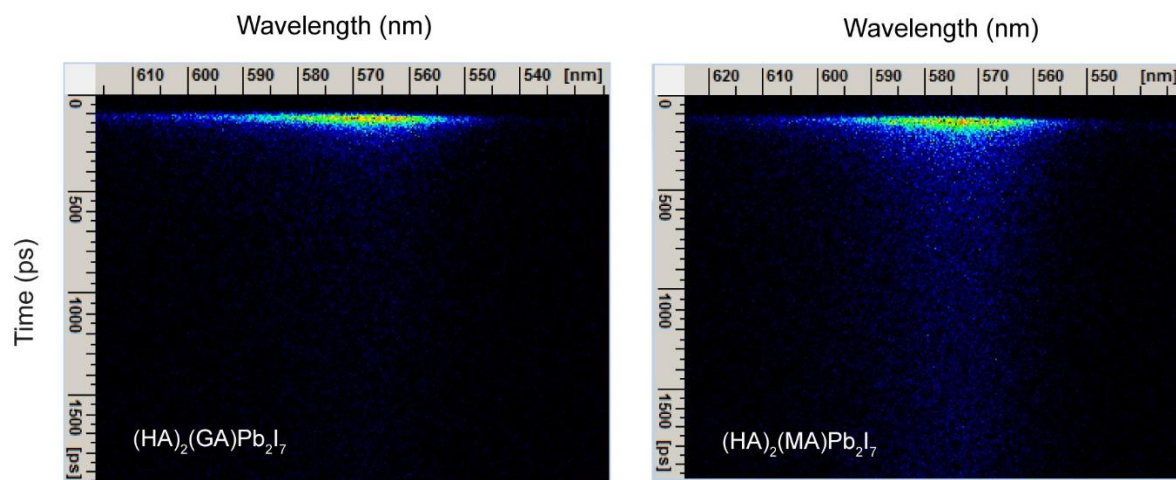 Wavelength (nm)
Wavelength (nm)
610 600 590 580 570 560 550 540 [nm]
620 610 600 590 580 570 560 550 [nm]
Time (ps)
0
500
1000
1500
[ps]
0
500
1000
1500
[ps]
(HA)₂(GA)Pb₂I₇
(HA)₂(MA)Pb₂I₇